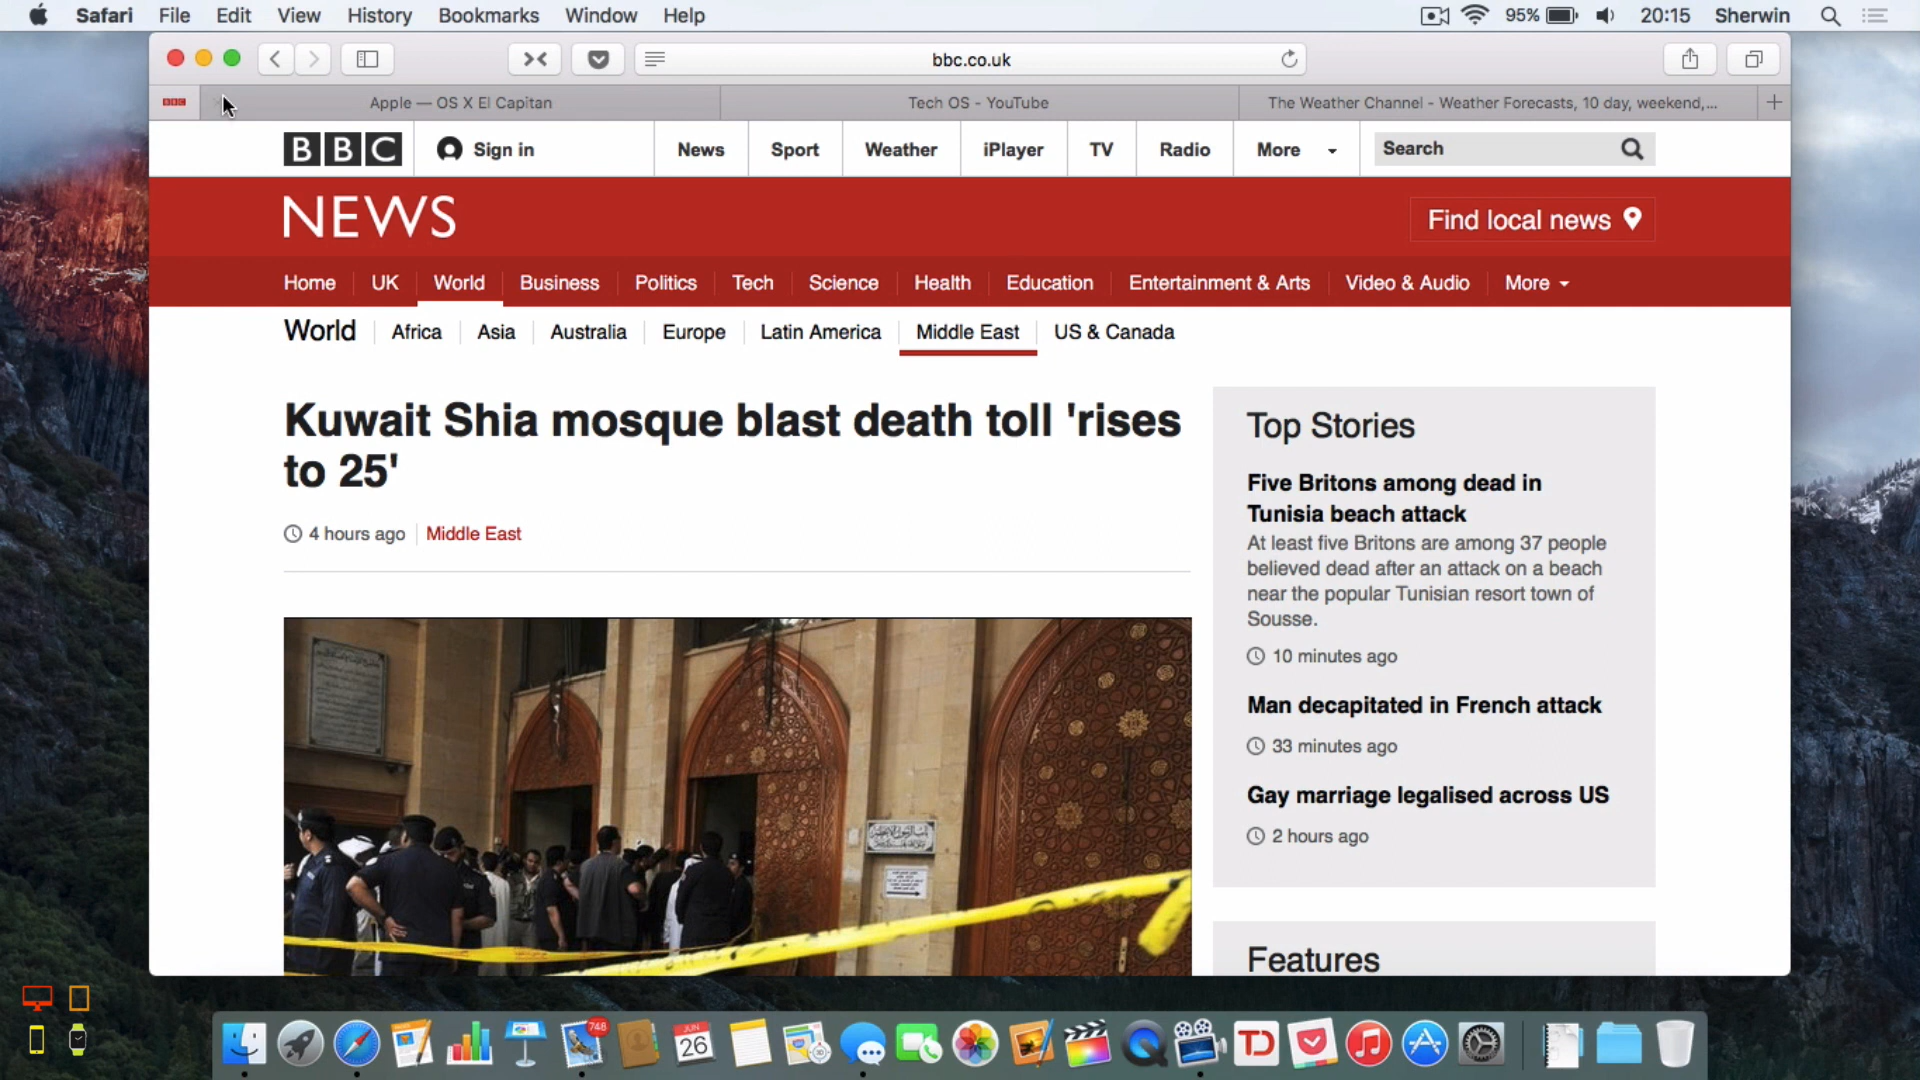 Safari File Edit View History Bookmarks Window Help 95% 20:15 Sherwin
bbc.co.uk
BBC Apple — OS X El Capitan Tech OS - YouTube The Weather Channel - Weather Forecasts, 10 day, weekend,...
BBC Sign in News Sport Weather iPlayer TV Radio More Search
NEWS Find local news
Home UK World Business Politics Tech Science Health Education Entertainment & Arts Video & Audio More
World Africa Asia Australia Europe Latin America Middle East US & Canada
Kuwait Shia mosque blast death toll 'rises
to 25'
4 hours ago Middle East
Top Stories
Five Britons among dead in
Tunisia beach attack
At least five Britons are among 37 people
believed dead after an attack on a beach
near the popular Tunisian resort town of
Sousse.
10 minutes ago
Man decapitated in French attack
33 minutes ago
Gay marriage legalised across US
2 hours ago
Features
748
JUN
26